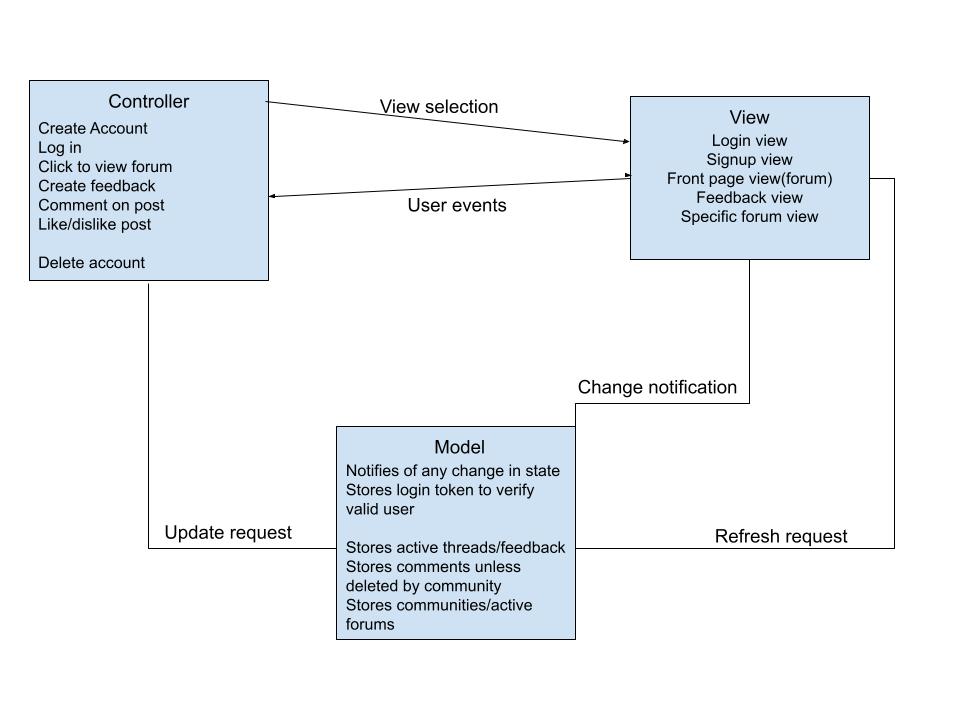 Controller
Create Account
Log in
Click to view forum
Create feedback
Comment on post
Like/dislike post
Delete account
View selection
User events
View
Login view
Signup view
Front page view(forum)
Feedback view
Specific forum view
Change notification
Model
Notifies of any change in state
Stores login token to verify
valid user
Stores active threads/feedback
Stores comments unless
deleted by community
Stores communities/active
forums
Update request
Refresh request